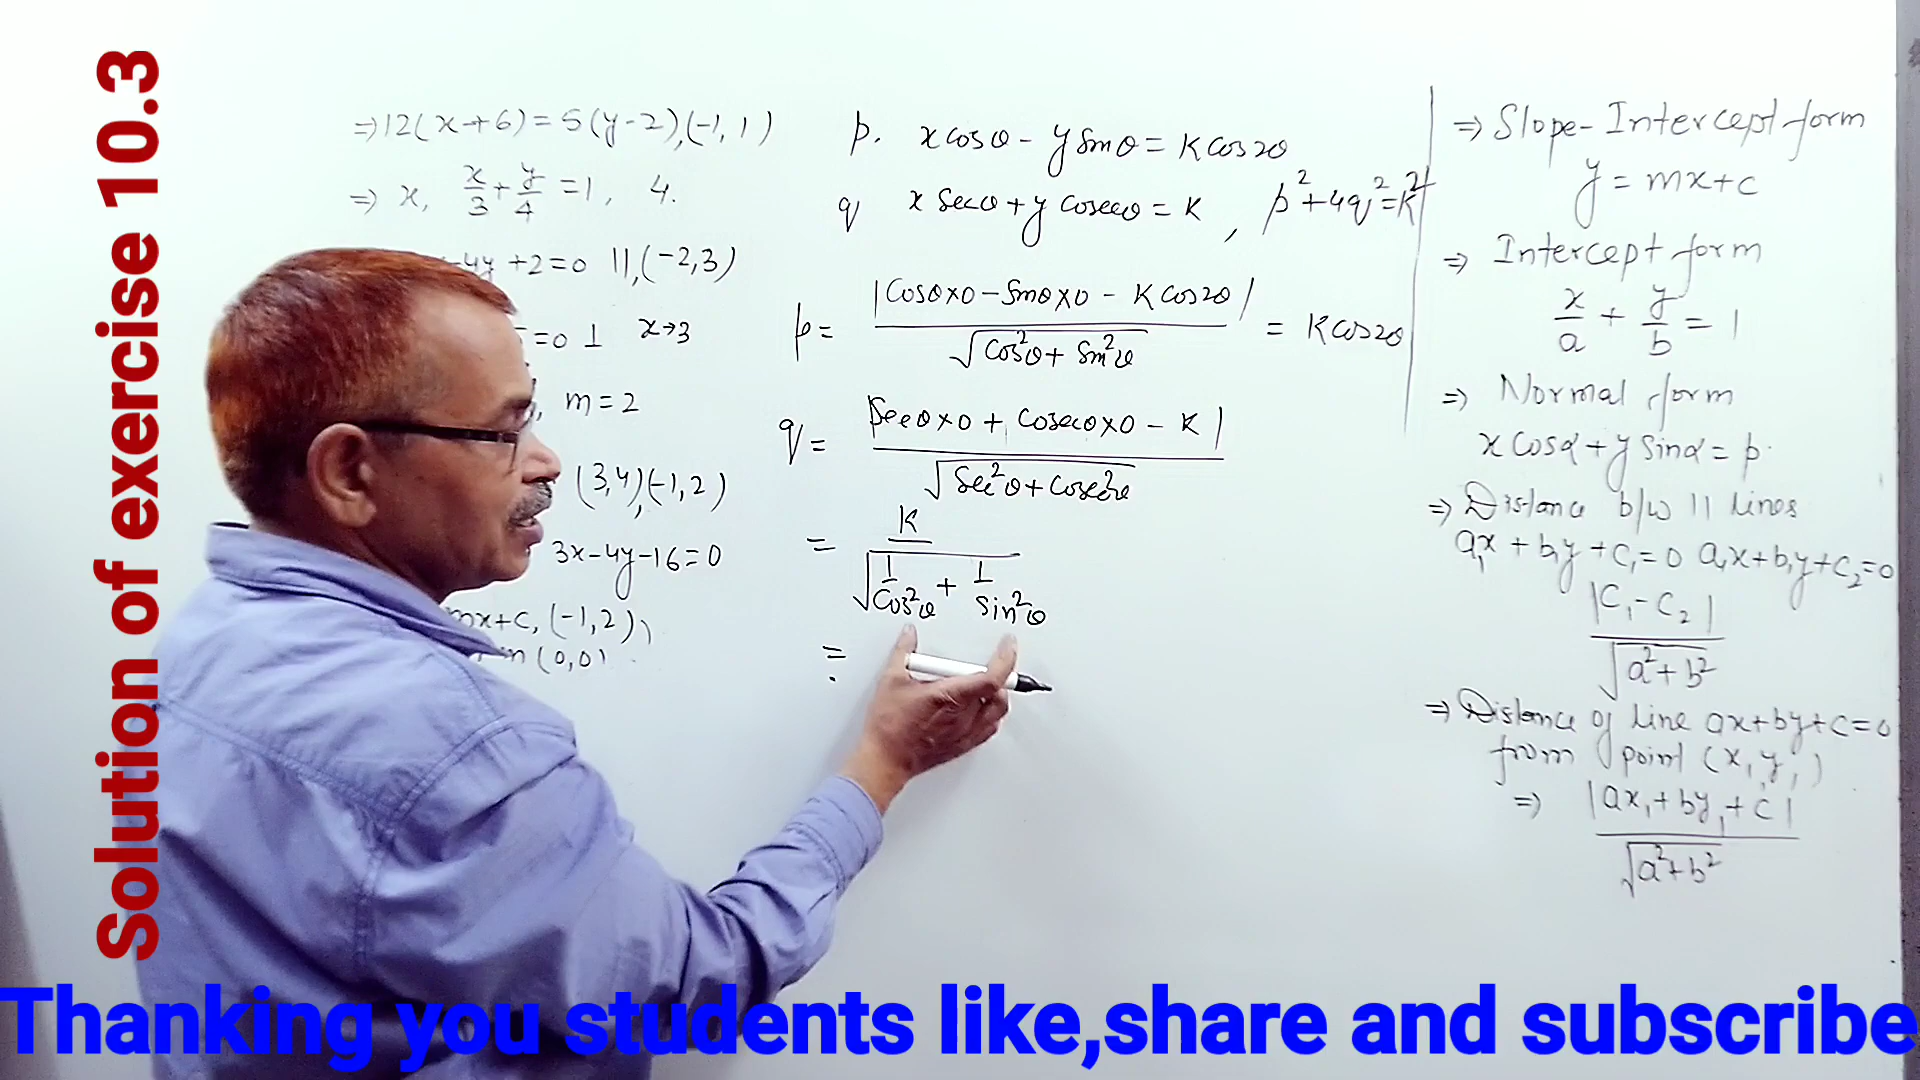 Solution of exercise 10.3
⇒12(x+6)=5(y-2),(-1,1)
⇒ x, x/3 + y/4 = 1, 4.
-4y+2=0 ||,(-2,3)
=0 ⊥ x→3
, m=2
(3,4),(-1,2)
3x-4y-16=0
mx+c, (-1,2),
(0,0).
p. x cosθ - y sinθ = K cos2θ
q x secθ + y cosecθ = K, p²+4q²=K²
p = |cosθ×0 - sinθ×0 - K cos2θ| / √(cos²θ + sin²θ) = K cos2θ
q = |secθ×0 + cosecθ×0 - K| / √(sec²θ + cosec²θ)
= K / √(1/cos²θ + 1/sin²θ)
=
⇒ Slope-Intercept form
y = mx+c
⇒ Intercept form
x/a + y/b = 1
⇒ Normal form
x cosα + y sinα = p.
⇒ Distance b/w || lines
a₁x + b₁y + c₁=0 a₁x+b₁y+c₂=0
|c₁-c₂| / √(a²+b²)
⇒ Distance of line ax+by+c=0
from point (x₁y₁)
⇒ |ax₁+by₁+c| / √(a²+b²)
Thanking you students like,share and subscribe